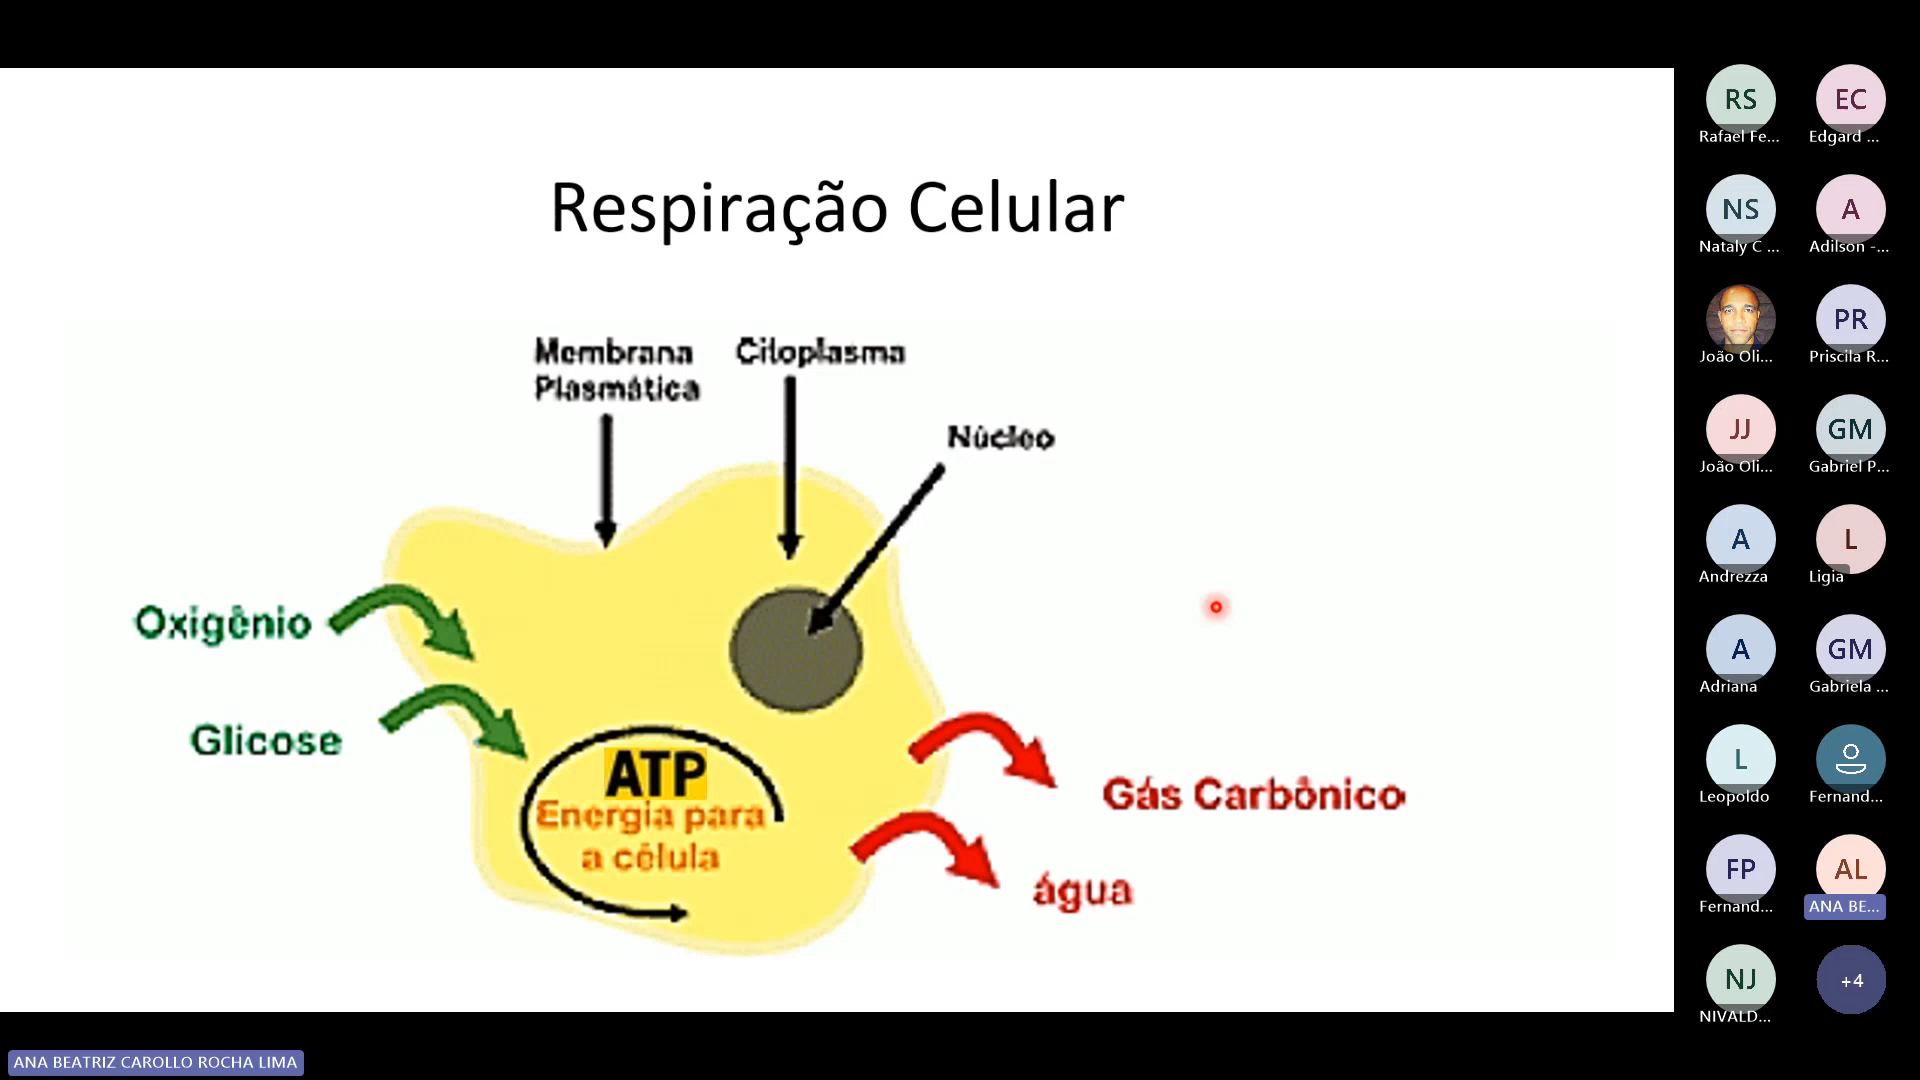 Respiração Celular
Membrana
Plasmática
Citoplasma
Núcleo
Oxigênio
Glicose
ATP
Energia para
a célula
Gás Carbônico
água
RS
Rafael Fe...
EC
Edgard ...
NS
Nataly C ...
A
Adilson -...
João Oli...
PR
Priscila R...
JJ
João Oli...
GM
Gabriel P...
A
Andrezza
L
Ligia
A
Adriana
GM
Gabriela ...
L
Leopoldo
Fernand...
FP
Fernand...
AL
ANA BE...
NJ
NIVALD...
+4
ANA BEATRIZ CAROLLO ROCHA LIMA